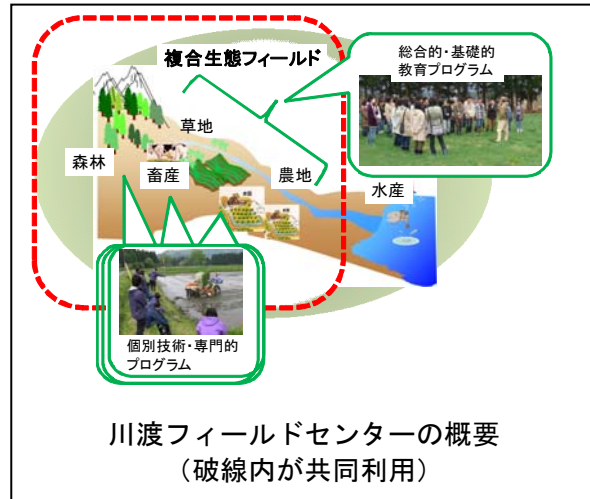 複合生態フィールド
総合的・基礎的
教育プログラム
草地
森林
畜産
農地
水産
個別技術・専門的
プログラム
川渡フィールドセンターの概要
（破線内が共同利用）